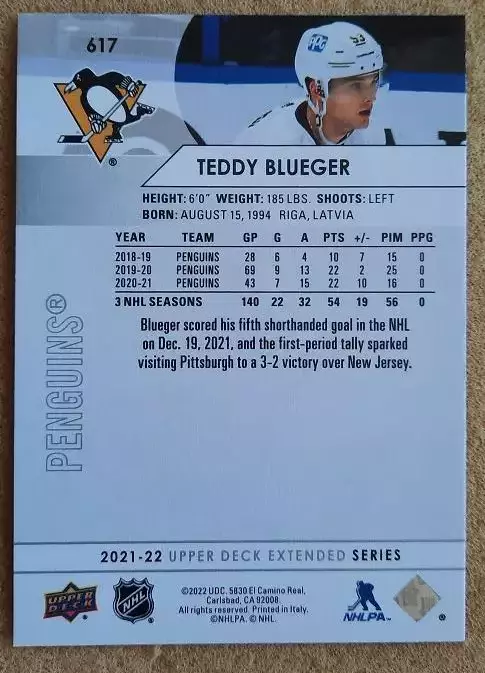 617
PPG
53
®
TEDDY BLUEGER
HEIGHT: 6'0" WEIGHT: 185 LBS. SHOOTS: LEFT
BORN: AUGUST 15, 1994 RIGA, LATVIA
YEAR TEAM GP G A PTS +/- PIM PPG
2018-19 PENGUINS 28 6 4 10 7 15 0
2019-20 PENGUINS 69 9 13 22 2 25 0
2020-21 PENGUINS 43 7 15 22 10 16 0
3 NHL SEASONS 140 22 32 54 19 56 0
Blueger scored his fifth shorthanded goal in the NHL
on Dec. 19, 2021, and the first-period tally sparked
visiting Pittsburgh to a 3-2 victory over New Jersey.
PENGUINS®
2021-22 UPPER DECK EXTENDED SERIES
UPPER DECK
NHL
©2022 UDC. 5830 El Camino Real,
Carlsbad, CA 92008.
All rights reserved. Printed in Italy.
©NHLPA. © NHL.
NHLPA™
®